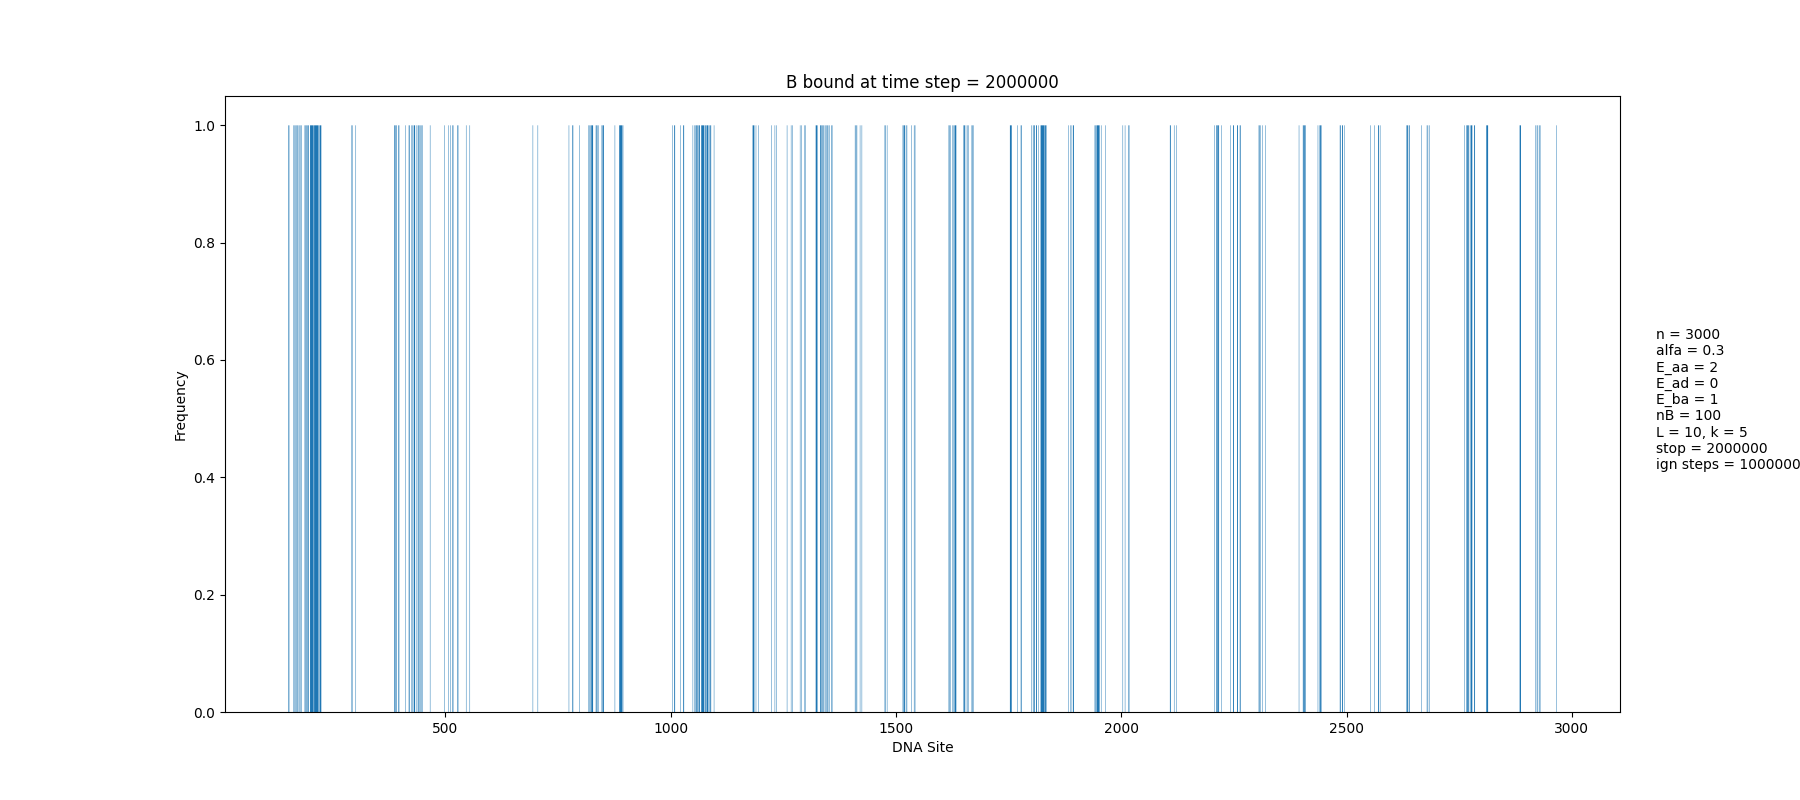 B bound at time step = 2000000
1.0
0.8
0.6
0.4
0.2
0.0
Frequency
500
1000
1500
2000
2500
3000
DNA Site
n = 3000
alfa = 0.3
E_aa = 2
E_ad = 0
E_ba = 1
nB = 100
L = 10, k = 5
stop = 2000000
ign steps = 1000000